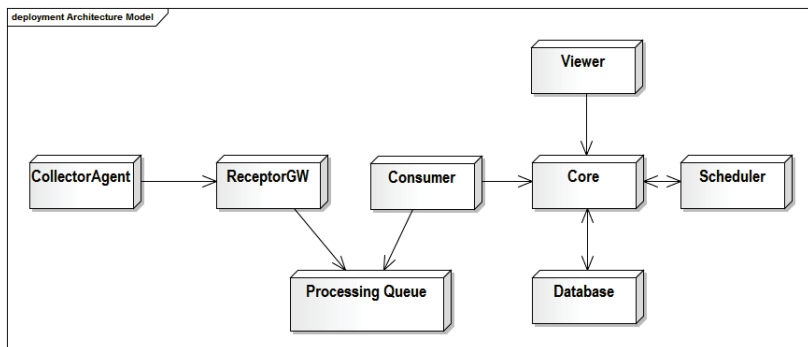 deployment Architecture Model
Viewer
CollectorAgent
ReceptorGW
Consumer
Core
Scheduler
Processing Queue
Database